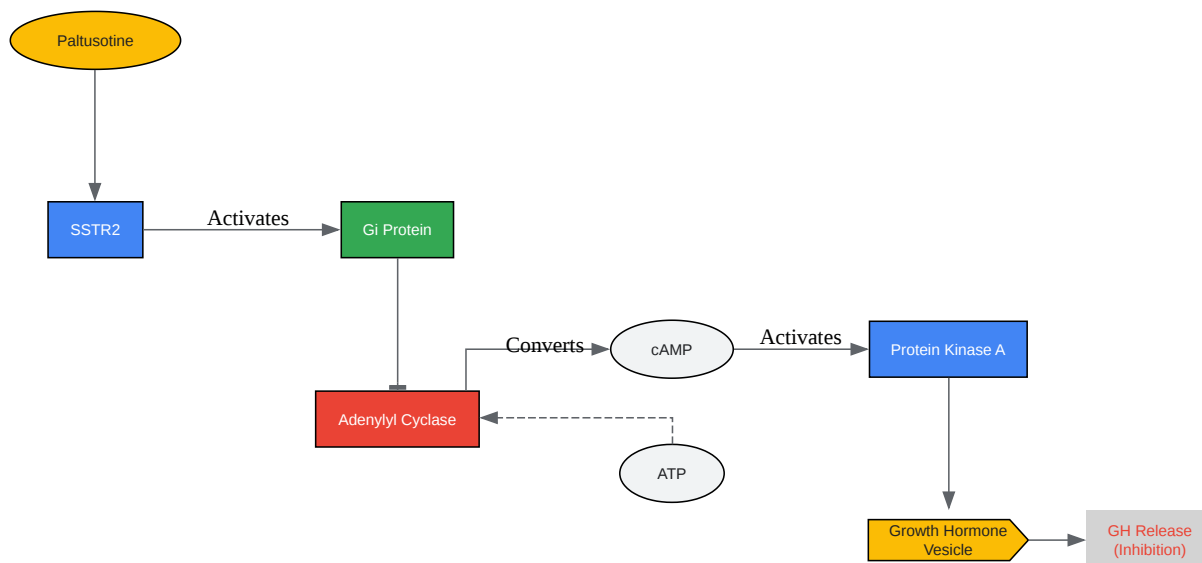 Paltusotine
SSTR2
Activates
Gi Protein
Converts
cAMP
Activates
Protein Kinase A
Adenylyl Cyclase
ATP
Growth Hormone
Vesicle
GH Release
(Inhibition)